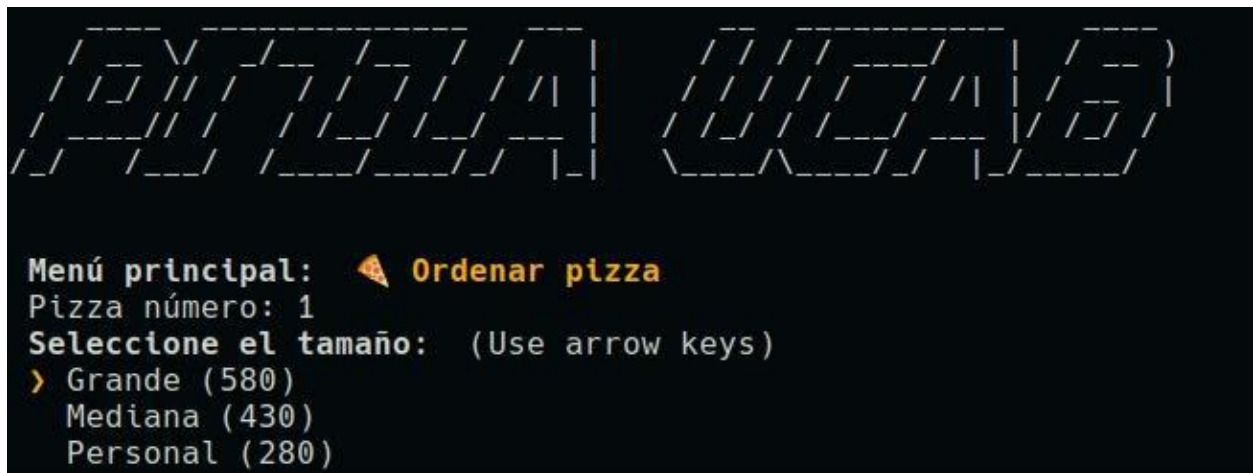 PIZZA UCAB
Menú principal: 🍕 Ordenar pizza
Pizza número: 1
Seleccione el tamaño: (Use arrow keys)
❯ Grande (580)
Mediana (430)
Personal (280)